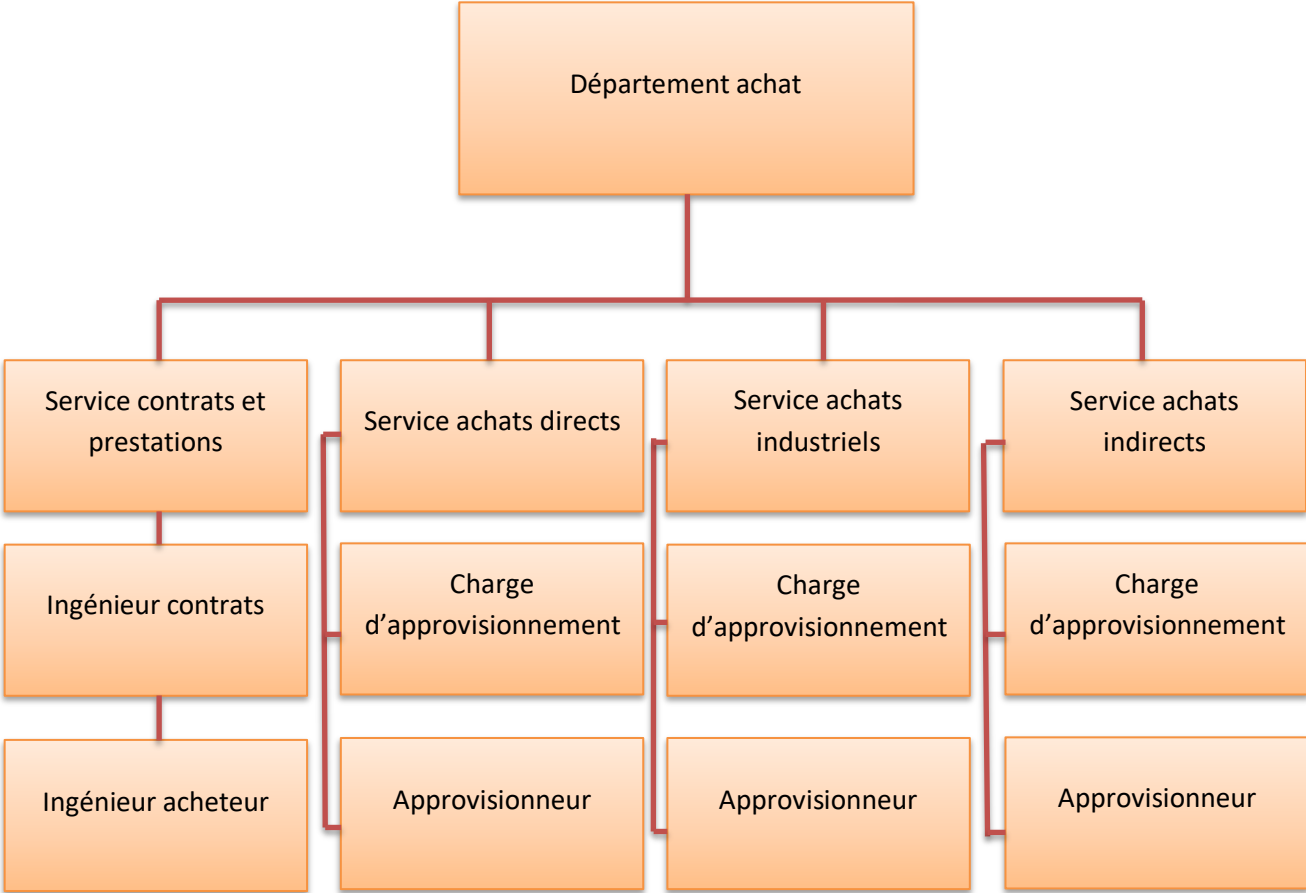 Département achat
Service contrats et
prestations
Service achats directs
Service achats
industriels
Service achats
indirects
Ingénieur contrats
Charge
d’approvisionnement
Charge
d’approvisionnement
Charge
d’approvisionnement
Ingénieur acheteur
Approvisionneur
Approvisionneur
Approvisionneur